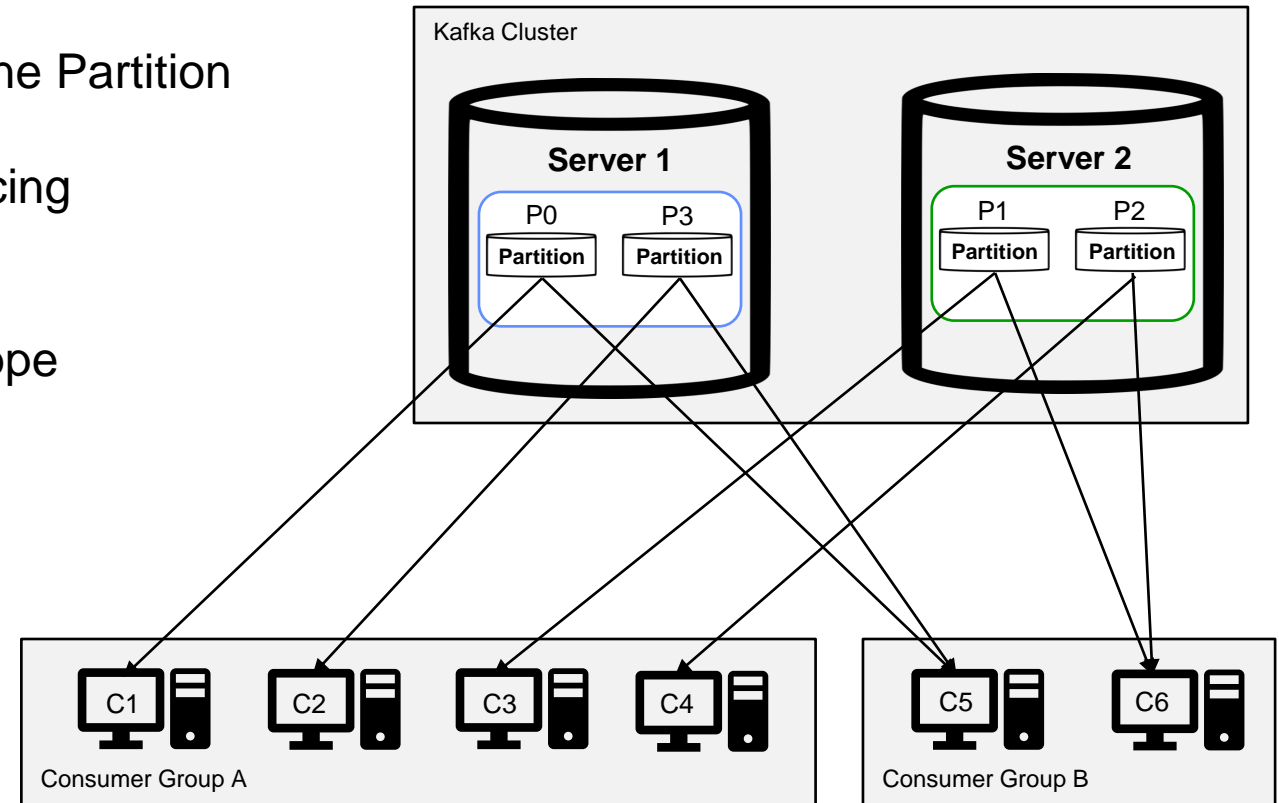 ne Partition
cing
ope
Kafka Cluster
Server 1
Server 2
P0
P3
P1
P2
Partition
Partition
Partition
Partition
C1
C2
C3
C4
C5
C6
Consumer Group A
Consumer Group B